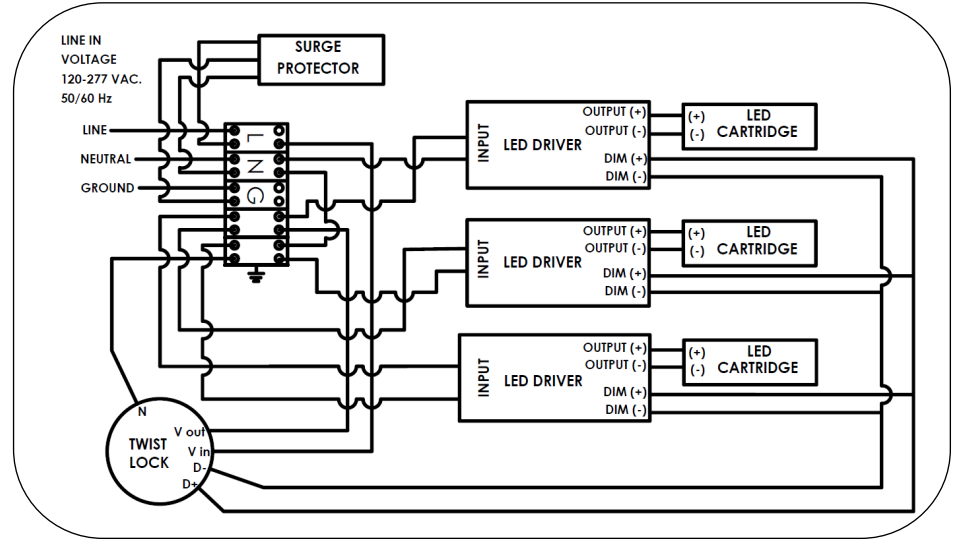 LINE IN
VOLTAGE
120-277 VAC.
50/60 Hz
SURGE
PROTECTOR
LINE
NEUTRAL
GROUND
L
N
G
INPUT
LED DRIVER
OUTPUT (+)
OUTPUT (-)
DIM (+)
DIM (-)
(+)
(-)
LED
CARTRIDGE
INPUT
LED DRIVER
OUTPUT (+)
OUTPUT (-)
DIM (+)
DIM (-)
(+)
(-)
LED
CARTRIDGE
INPUT
LED DRIVER
OUTPUT (+)
OUTPUT (-)
DIM (+)
DIM (-)
(+)
(-)
LED
CARTRIDGE
N
TWIST
LOCK
V out
V in
D-
D+